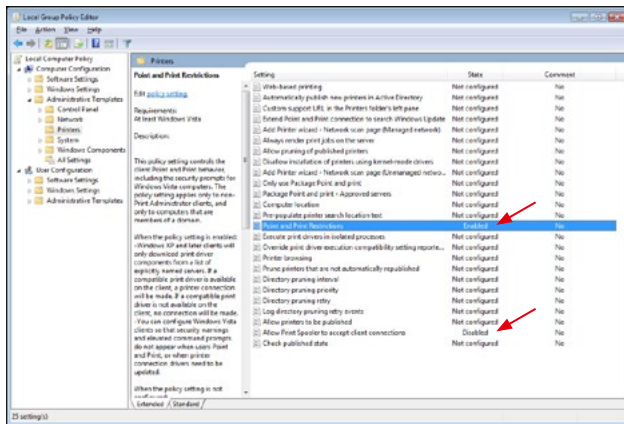 Local Group Policy Editor
File Action View Help
Local Computer Policy
Computer Configuration
Software Settings
Windows Settings
Administrative Templates
Control Panel
Network
Printers
System
Windows Components
All Settings
User Configuration
Software Settings
Windows Settings
Administrative Templates
Printers
Point and Print Restrictions
Edit policy setting
Requirements:
At least Windows Vista
Description:
This policy setting controls the
client Point and Print behavior,
including the security prompts for
Windows Vista computers. The
policy setting applies only to non-
Print Administrator clients, and
only to computers that are
members of a domain.
When the policy setting is enabled:
-Windows XP and later clients will
only download print driver
components from a list of
explicitly named servers. If a
compatible print driver is available
on the client, a printer connection
will be made. If a compatible print
driver is not available on the
client, no connection will be made.
-You can configure Windows Vista
clients so that security warnings
and elevated command prompts
do not appear when users Point
and Print, or when printer
connection drivers need to be
updated.
When the policy setting is not
Setting State Comment
Web-based printing Not configured No
Automatically publish new printers in Active Directory Not configured No
Custom support URL in the Printers folder's left pane Not configured No
Extend Point and Print connection to search Windows Update Not configured No
Add Printer wizard - Network scan page (Managed network) Not configured No
Always render print jobs on the server Not configured No
Allow pruning of published printers Not configured No
Disallow installation of printers using kernel-mode drivers Not configured No
Add Printer wizard - Network scan page (Unmanaged netwo... Not configured No
Only use Package Point and print Not configured No
Package Point and print - Approved servers Not configured No
Computer location Not configured No
Pre-populate printer search location text Not configured No
Point and Print Restrictions Enabled No
Execute print drivers in isolated processes Not configured No
Override print driver execution compatibility setting reporte... Not configured No
Printer browsing Not configured No
Prune printers that are not automatically republished Not configured No
Directory pruning interval Not configured No
Directory pruning priority Not configured No
Directory pruning retry Not configured No
Log directory pruning retry events Not configured No
Allow printers to be published Not configured No
Allow Print Spooler to accept client connections Disabled No
Check published state Not configured No
Extended Standard
25 setting(s)